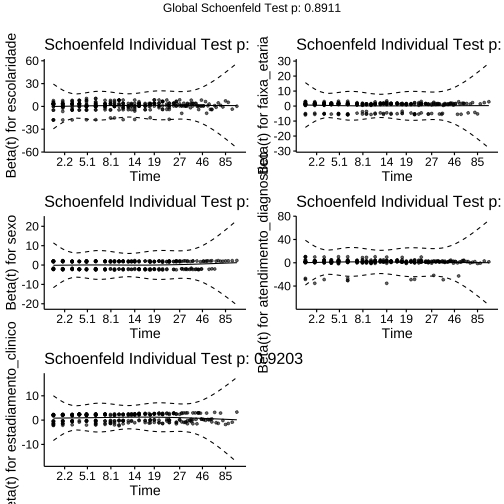 Global Schoenfeld Test p: 0.8911
Schoenfeld Individual Test p:
Beta(t) for escolaridade
60
30
0
-30
-60
2.2 5.1 8.1 14 19 27 46 85
Time
Schoenfeld Individual Test p:
Beta(t) for faixa_etaria
30
20
10
0
-10
-20
-30
2.2 5.1 8.1 14 19 27 46 85
Time
Schoenfeld Individual Test p:
Beta(t) for sexo
20
10
0
-10
-20
2.2 5.1 8.1 14 19 27 46 85
Time
Schoenfeld Individual Test p:
Beta(t) for atendimento_diagnostico
80
40
0
-40
2.2 5.1 8.1 14 19 27 46 85
Time
Schoenfeld Individual Test p: 0.9203
Beta(t) for estadiamento_clinico
10
0
-10
2.2 5.1 8.1 14 19 27 46 85
Time